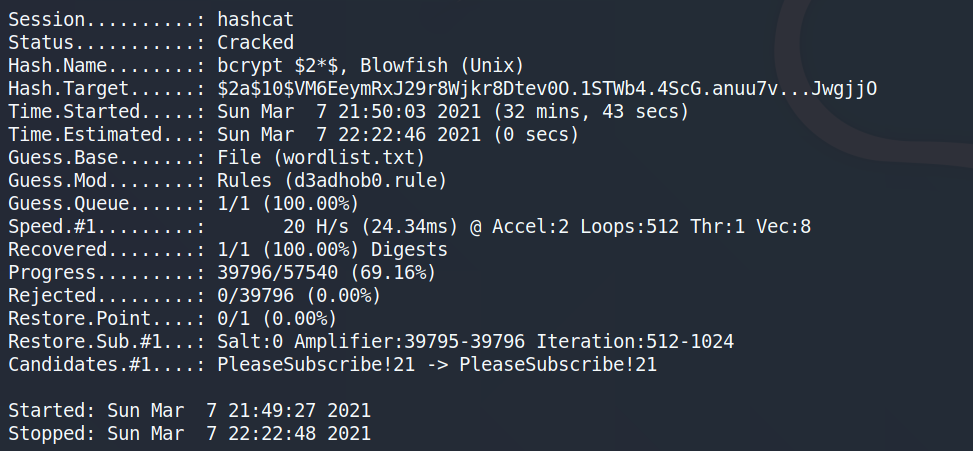 Session..........: hashcat
Status...........: Cracked
Hash.Name........: bcrypt $2*$, Blowfish (Unix)
Hash.Target......: $2a$10$VM6EeymRxJ29r8Wjkr8Dtev0O.1STWb4.4ScG.anuu7v...JwgjjO
Time.Started.....: Sun Mar  7 21:50:03 2021 (32 mins, 43 secs)
Time.Estimated...: Sun Mar  7 22:22:46 2021 (0 secs)
Guess.Base.......: File (wordlist.txt)
Guess.Mod........: Rules (d3adhob0.rule)
Guess.Queue......: 1/1 (100.00%)
Speed.#1.........:       20 H/s (24.34ms) @ Accel:2 Loops:512 Thr:1 Vec:8
Recovered........: 1/1 (100.00%) Digests
Progress.........: 39796/57540 (69.16%)
Rejected.........: 0/39796 (0.00%)
Restore.Point....: 0/1 (0.00%)
Restore.Sub.#1...: Salt:0 Amplifier:39795-39796 Iteration:512-1024
Candidates.#1....: PleaseSubscribe!21 -> PleaseSubscribe!21
Started: Sun Mar  7 21:49:27 2021
Stopped: Sun Mar  7 22:22:48 2021